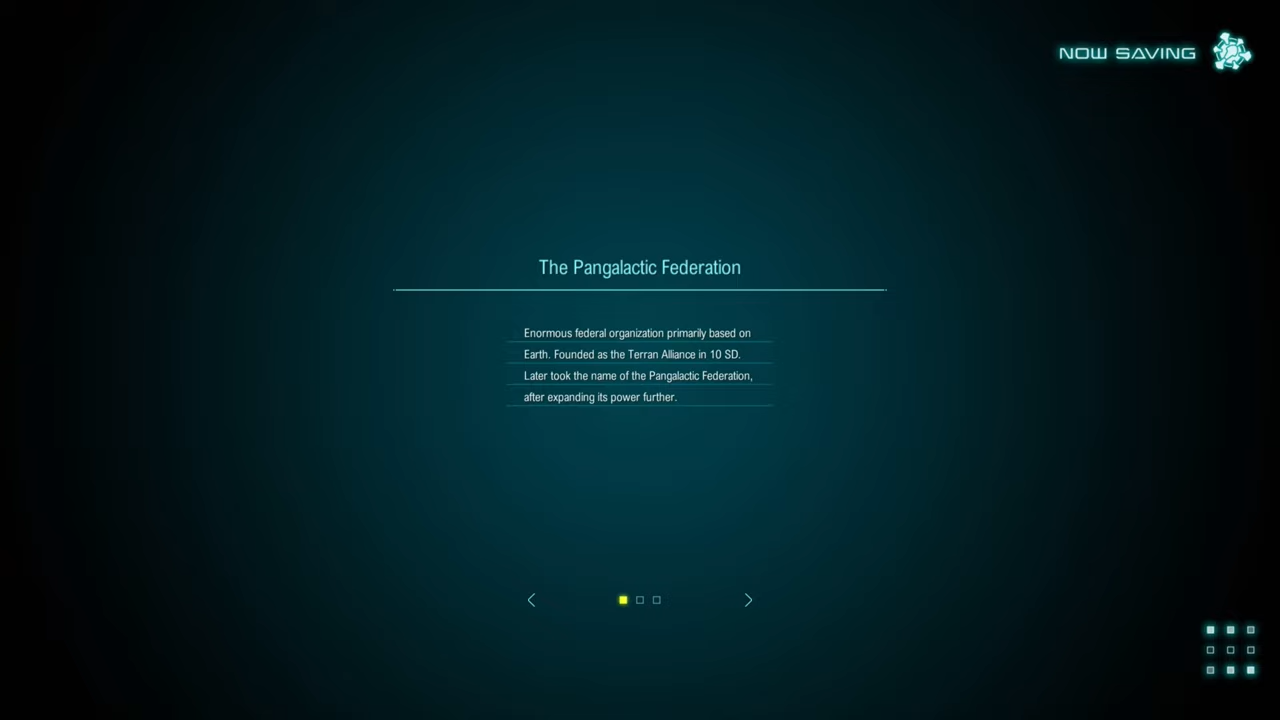 NOW SAVING
The Pangalactic Federation
Enormous federal organization primarily based on
Earth. Founded as the Terran Alliance in 10 SD.
Later took the name of the Pangalactic Federation,
after expanding its power further.